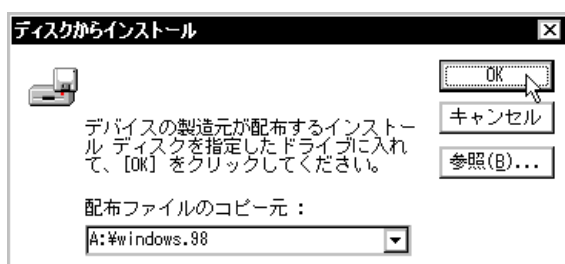 ディスクからインストール
OK
キャンセル
参照(B)...
デバイスの製造元が配布するインストー
ル ディスクを指定したドライブに入れ
て、[OK] をクリックしてください。
配布ファイルのコピー元 :
A:¥windows.98